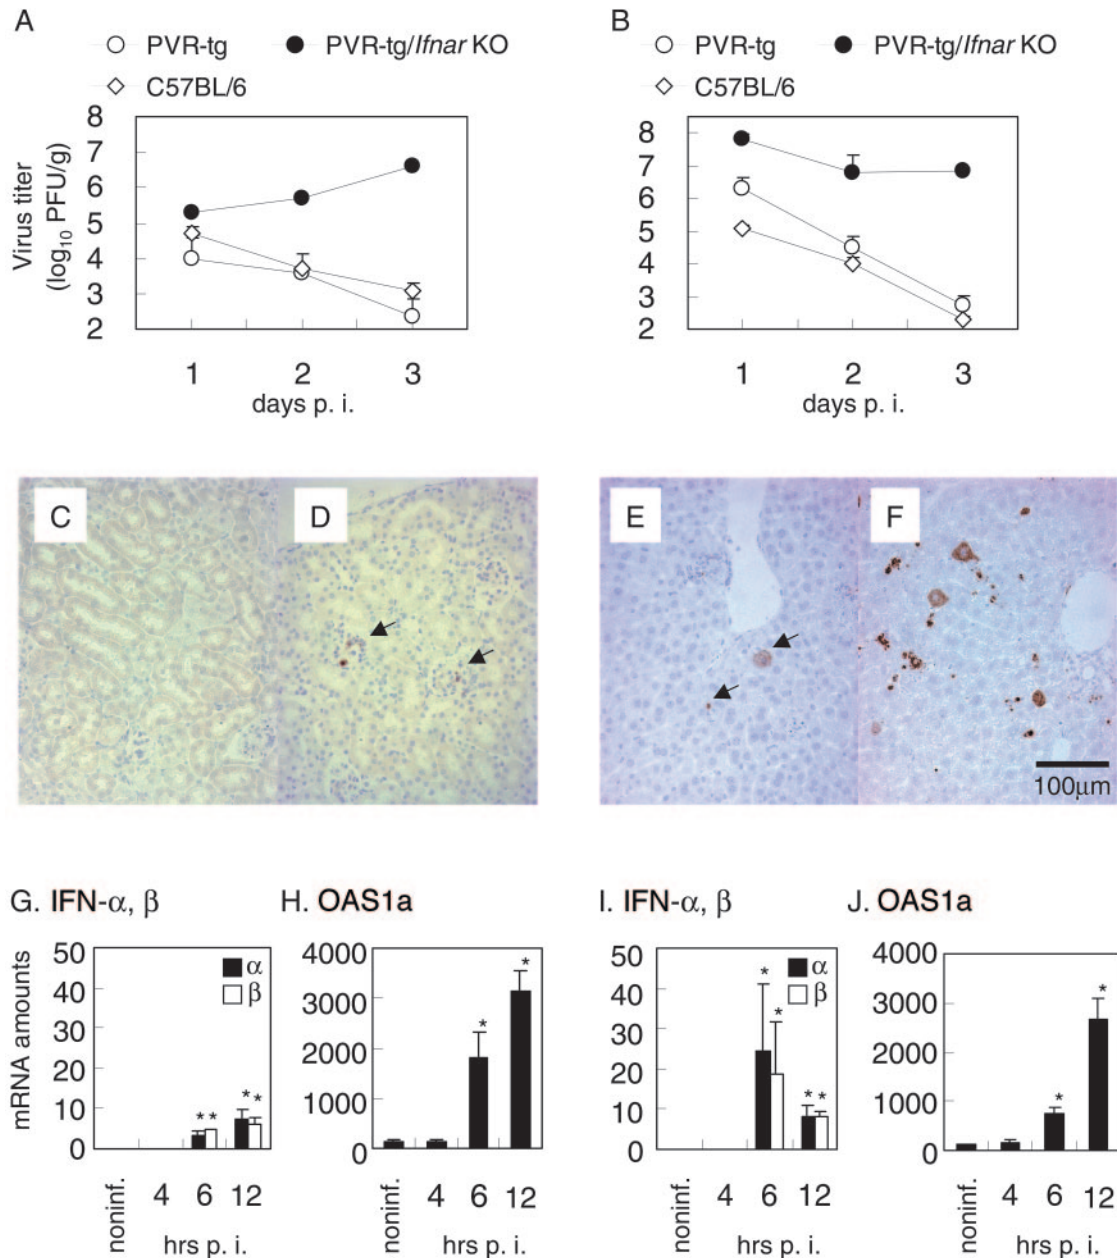 A
PVR-tg
PVR-tg/Ifnar KO
C57BL/6
Virus titer
(log10 PFU/g)
8
7
6
5
4
3
2
1 2 3
days p. i.
B
PVR-tg
PVR-tg/Ifnar KO
C57BL/6
8
7
6
5
4
3
2
1 2 3
days p. i.
C D E F
100μm
G. IFN-α, β
mRNA amounts
50
40
30
20
10
0
α
β
* * * *
noninf. 4 6 12
hrs p. i.
H. OAS1a
4000
3000
2000
1000
0
* *
noninf. 4 6 12
hrs p. i.
I. IFN-α, β
50
40
30
20
10
0
α
β
* * * *
noninf. 4 6 12
hrs p. i.
J. OAS1a
4000
3000
2000
1000
0
* *
noninf. 4 6 12
hrs p. i.